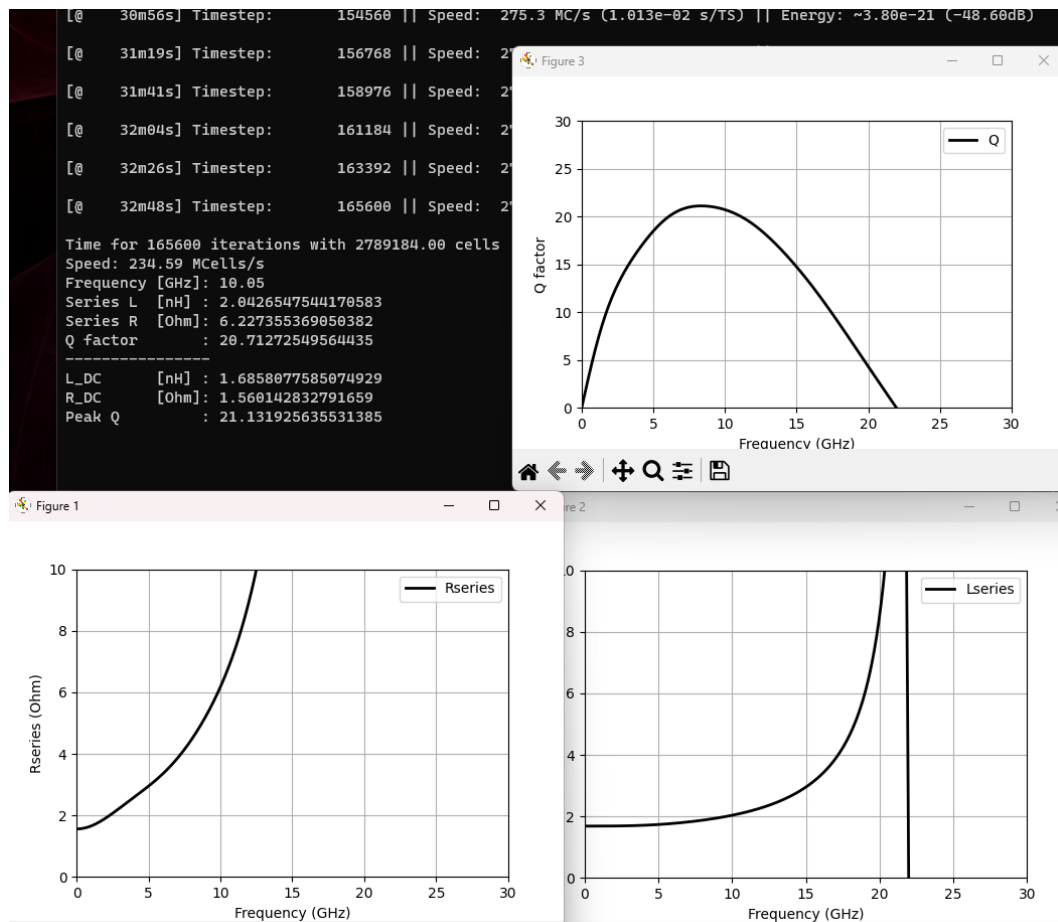 [@    30m56s] Timestep:       154560 || Speed:  275.3 MC/s (1.013e-02 s/TS) || Energy: ~3.80e-21 (-48.60dB)
[@    31m19s] Timestep:       156768 || Speed:
[@    31m41s] Timestep:       158976 || Speed:
[@    32m04s] Timestep:       161184 || Speed:
[@    32m26s] Timestep:       163392 || Speed:
[@    32m48s] Timestep:       165600 || Speed:
Time for 165600 iterations with 2789184.00 cells
Speed: 234.59 MCells/s
Frequency [GHz]: 10.05
Series L  [nH] : 2.0426547544170583
Series R  [Ohm]: 6.227355369050382
Q factor       : 20.71272549564435
----------------
L_DC      [nH] : 1.6858077585074929
R_DC      [Ohm]: 1.560142832791659
Peak Q         : 21.131925635531385
Figure 3
30
25
20
15
10
5
0
Q factor
Q
0 5 10 15 20 25 30
Frequency (GHz)
Figure 1
10
8
6
4
2
0
Rseries (Ohm)
Rseries
0 5 10 15 20 25 30
Frequency (GHz)
8
6
4
2
0
Lseries
0 5 10 15 20 25 30
Frequency (GHz)